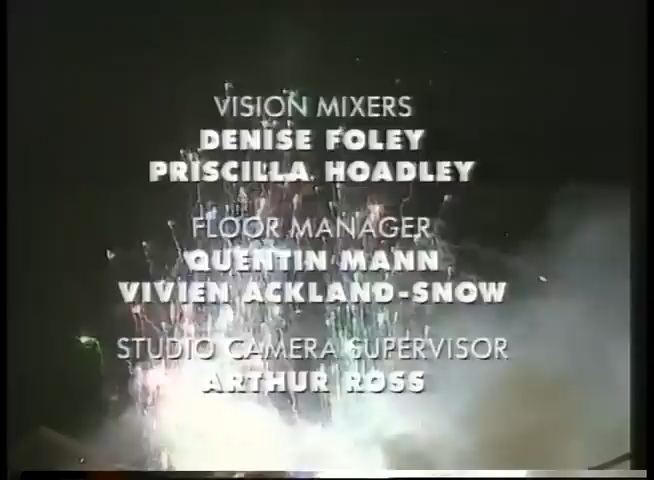 VISION MIXERS
DENISE FOLEY
PRISCILLA HOADLEY
FLOOR MANAGER
QUENTIN MANN
VIVIEN ACKLAND-SNOW
STUDIO CAMERA SUPERVISOR
ARTHUR ROSS